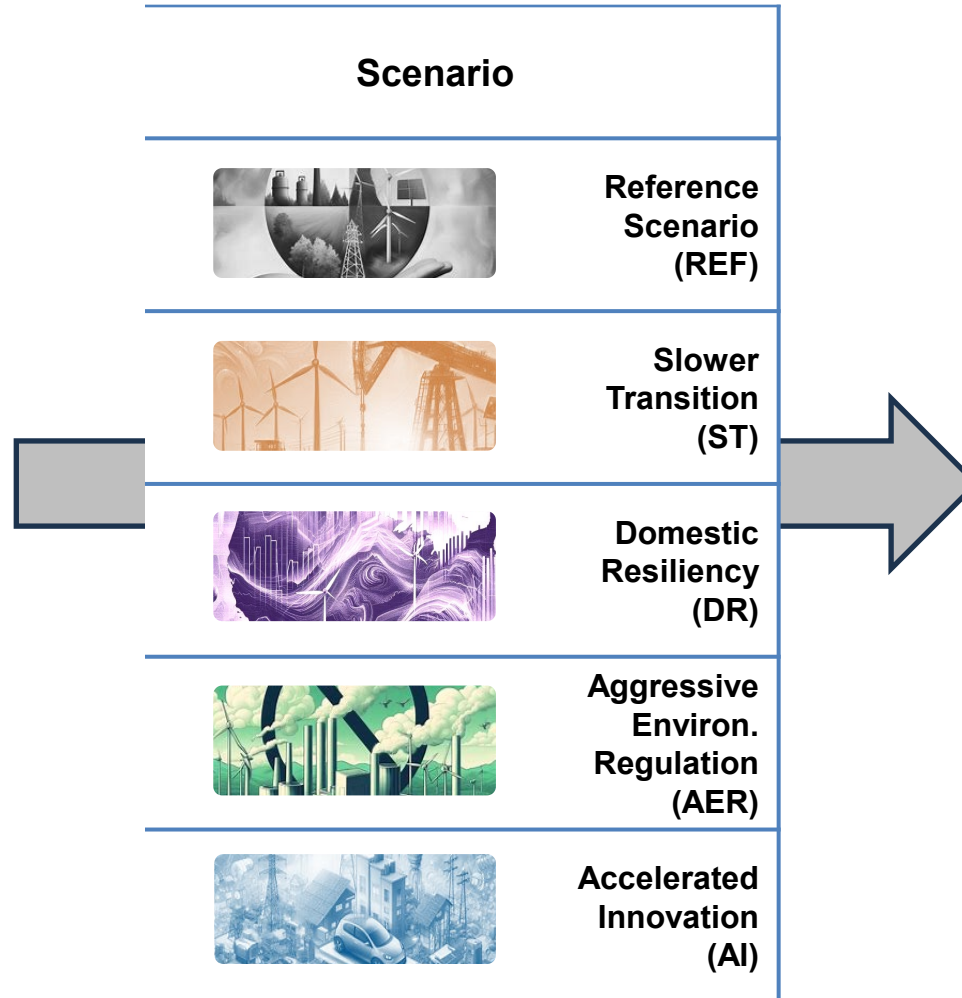 Scenario
Reference
Scenario
(REF)
Slower
Transition
(ST)
Domestic
Resiliency
(DR)
Aggressive
Environ.
Regulation
(AER)
Accelerated
Innovation
(AI)